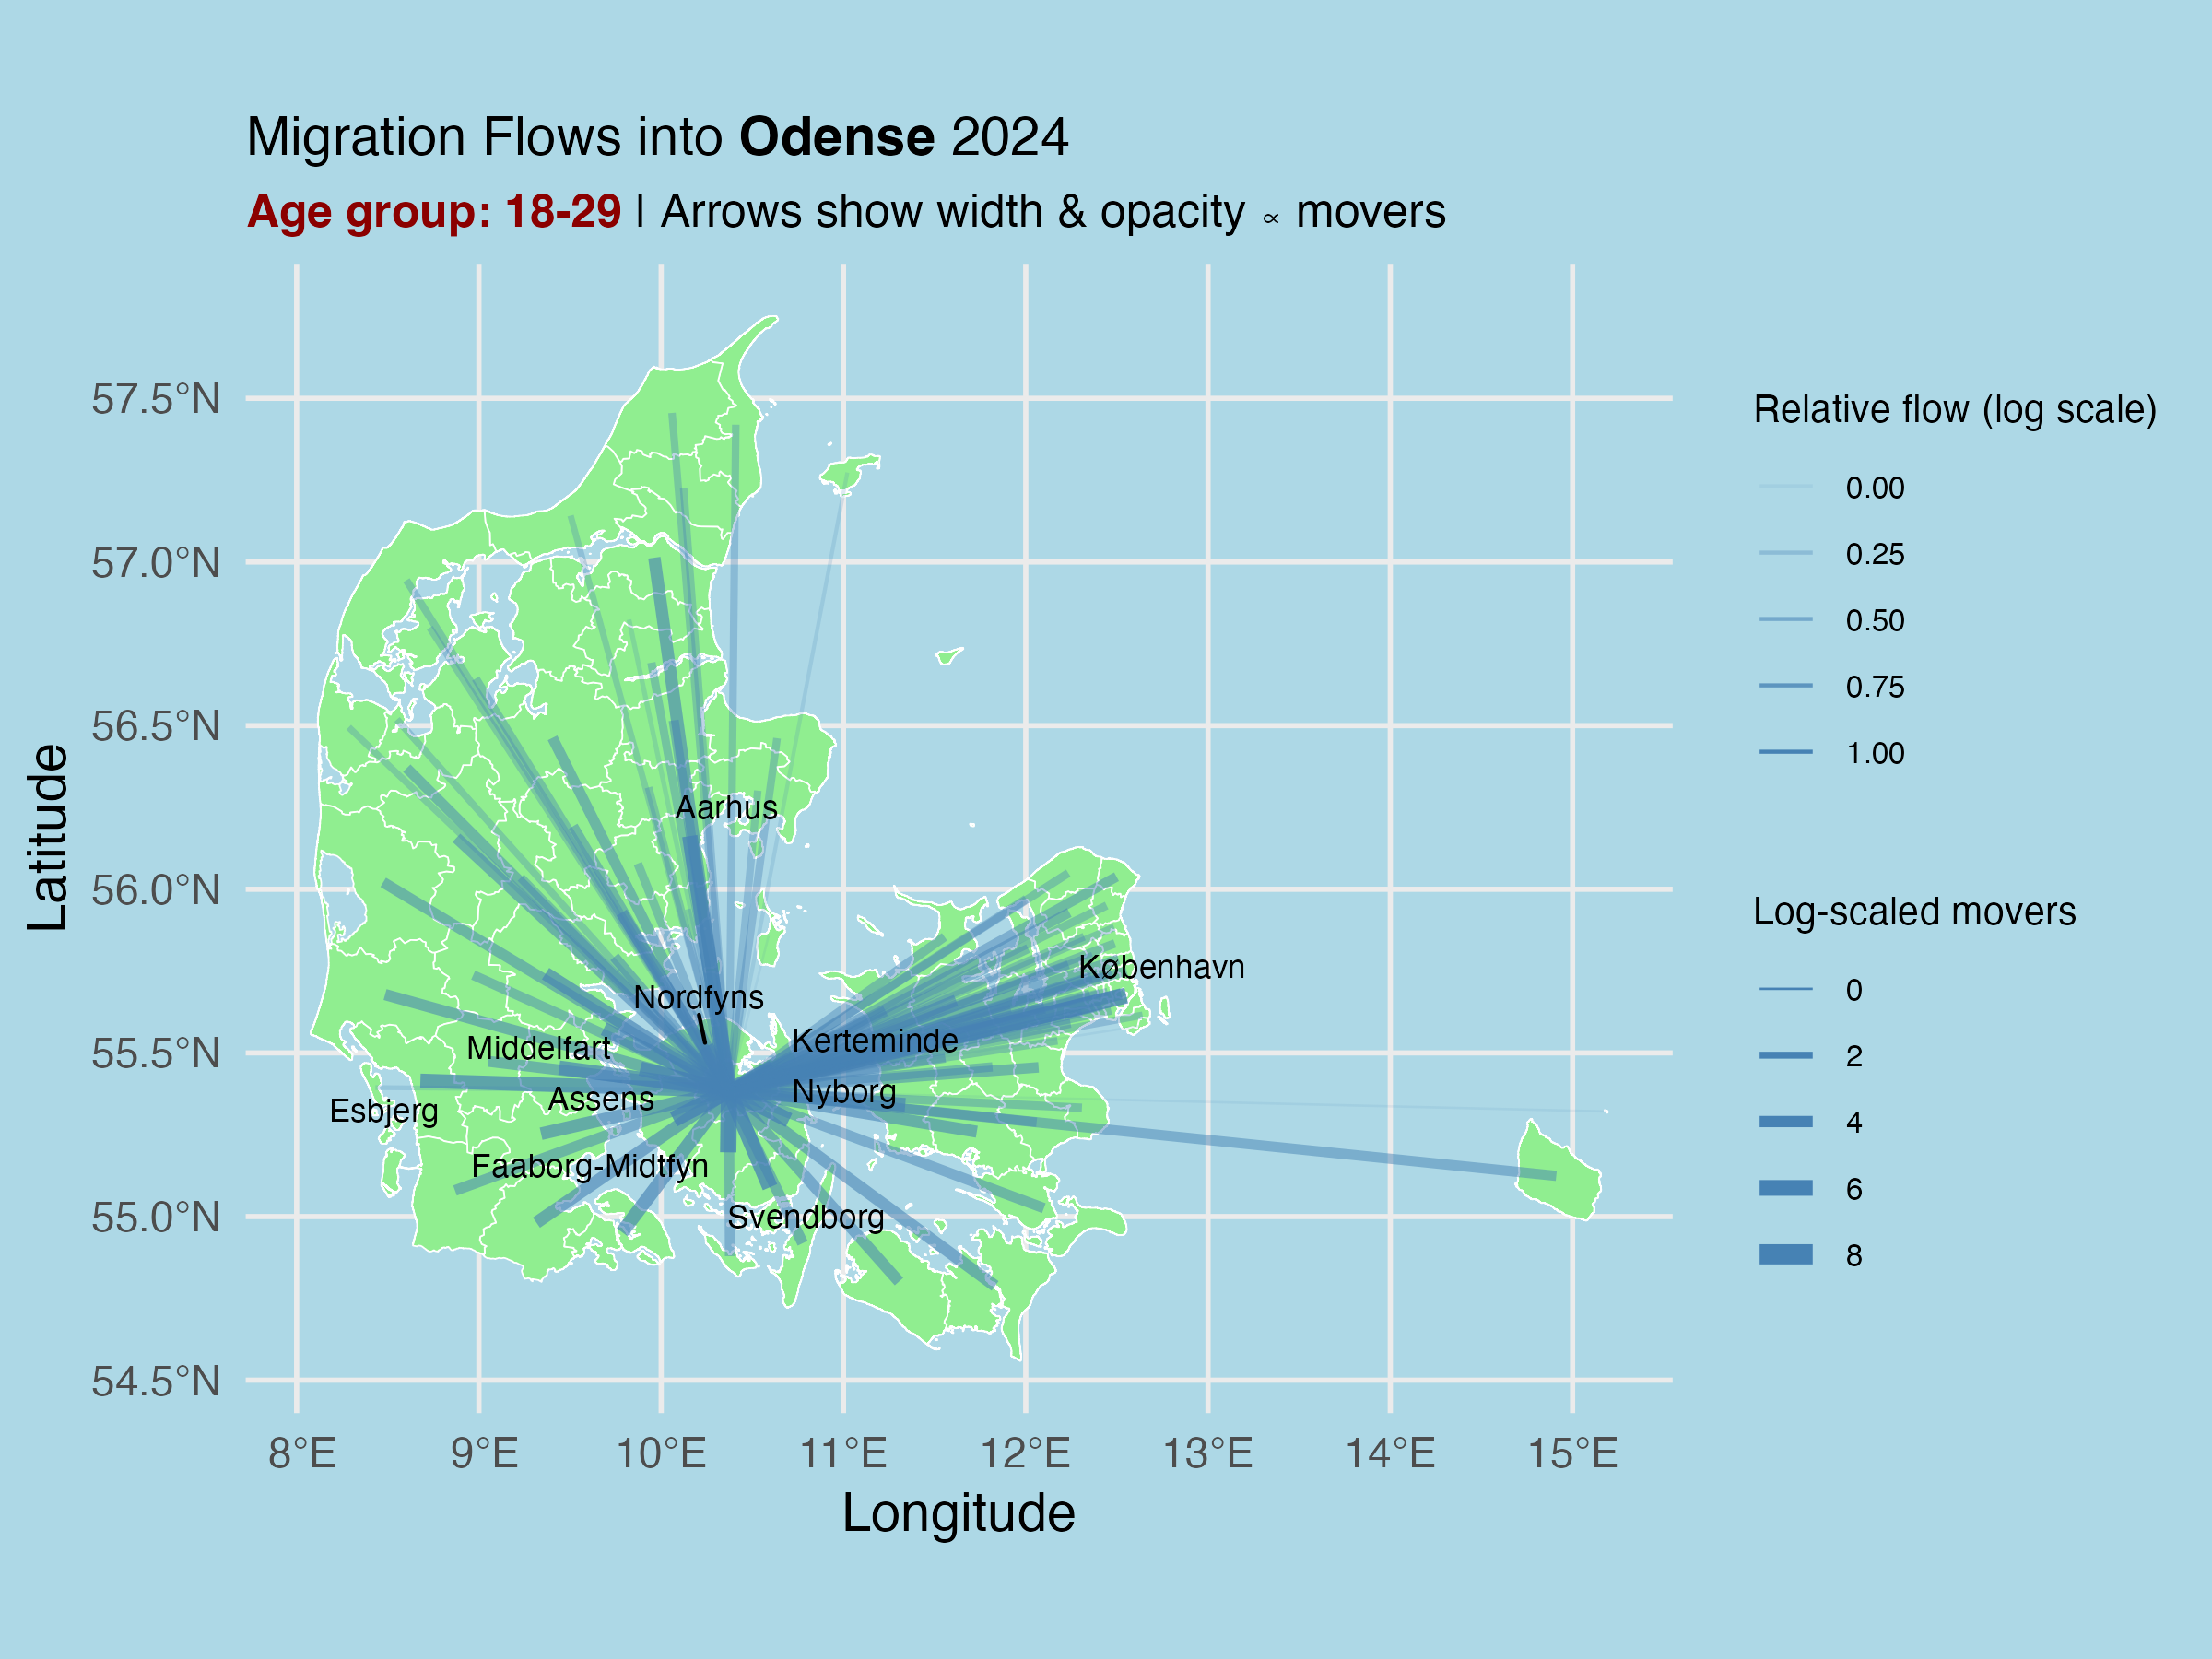 Migration Flows into Odense 2024
Age group: 18-29 | Arrows show width & opacity ∝ movers
57.5°N
57.0°N
56.5°N
56.0°N
55.5°N
55.0°N
54.5°N
Latitude
8°E
9°E
10°E
11°E
12°E
13°E
14°E
15°E
Longitude
Aarhus
København
Nordfyns
Kerteminde
Middelfart
Nyborg
Assens
Esbjerg
Faaborg-Midtfyn
Svendborg
Relative flow (log scale)
0.00
0.25
0.50
0.75
1.00
Log-scaled movers
0
2
4
6
8